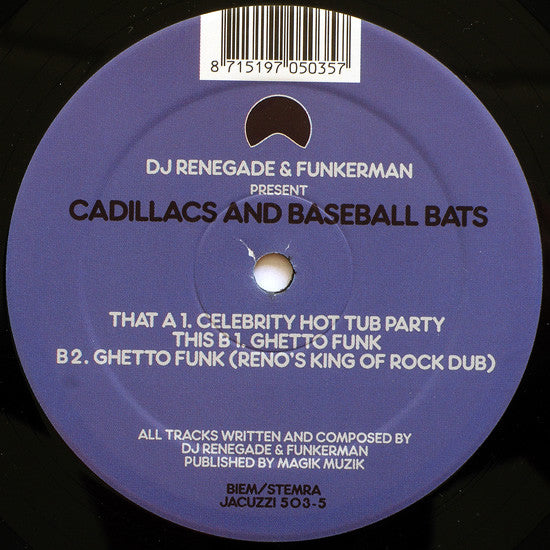 8 715197 050357
DJ RENEGADE & FUNKERMAN
PRESENT
CADILLACS AND BASEBALL BATS
THAT A 1. CELEBRITY HOT TUB PARTY
THIS B 1. GHETTO FUNK
B 2. GHETTO FUNK (RENO'S KING OF ROCK DUB)
ALL TRACKS WRITTEN AND COMPOSED BY
DJ RENEGADE & FUNKERMAN
PUBLISHED BY MAGIK MUZIK
BIEM/STEMRA
JACUZZI 503-5